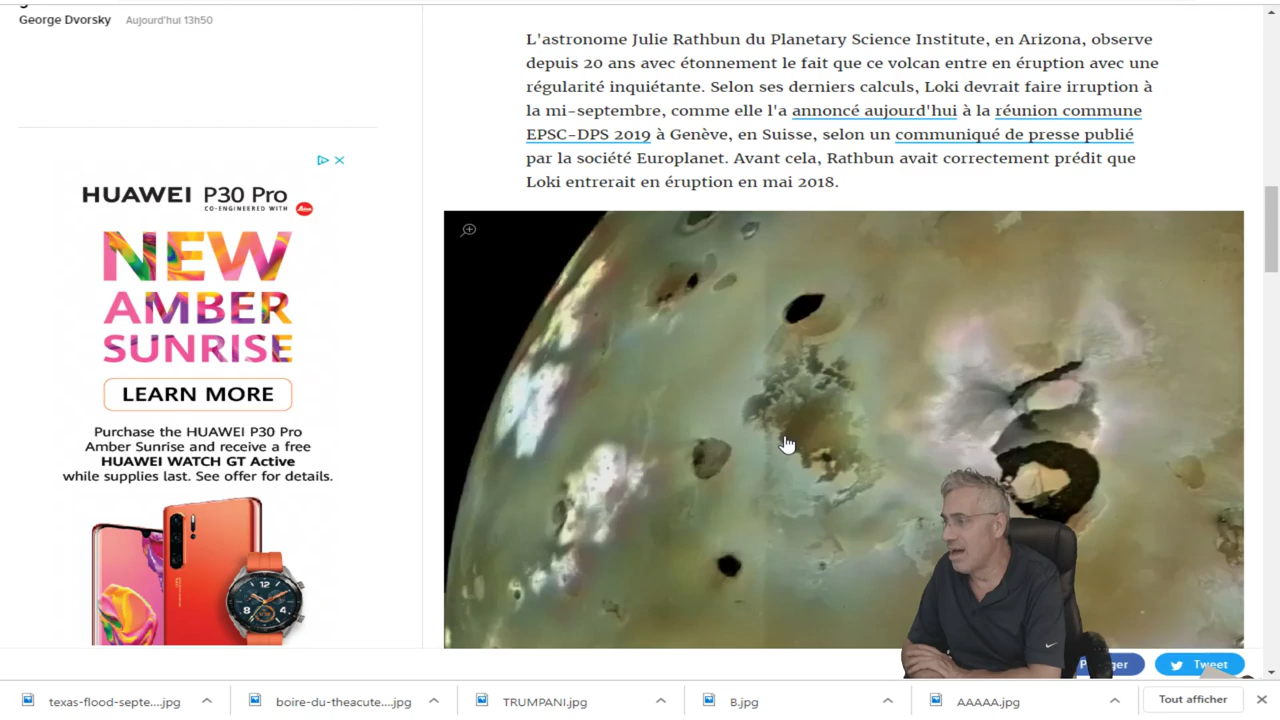 George Dvorsky Aujourd'hui 13h50
L'astronome Julie Rathbun du Planetary Science Institute, en Arizona, observe
depuis 20 ans avec étonnement le fait que ce volcan entre en éruption avec une
régularité inquiétante. Selon ses derniers calculs, Loki devrait faire irruption à
la mi-septembre, comme elle l'a annoncé aujourd'hui à la réunion commune
EPSC-DPS 2019 à Genève, en Suisse, selon un communiqué de presse publié
par la société Europlanet. Avant cela, Rathbun avait correctement prédit que
Loki entrerait en éruption en mai 2018.
HUAWEI P30 Pro
CO-ENGINEERED WITH
NEW
AMBER
SUNRISE
LEARN MORE
Purchase the HUAWEI P30 Pro
Amber Sunrise and receive a free
HUAWEI WATCH GT Active
while supplies last. See offer for details.
12
8 4
Tweet
texas-flood-septe....jpg
boire-du-theacute....jpg
TRUMPANI.jpg
B.jpg
AAAAA.jpg
Tout afficher